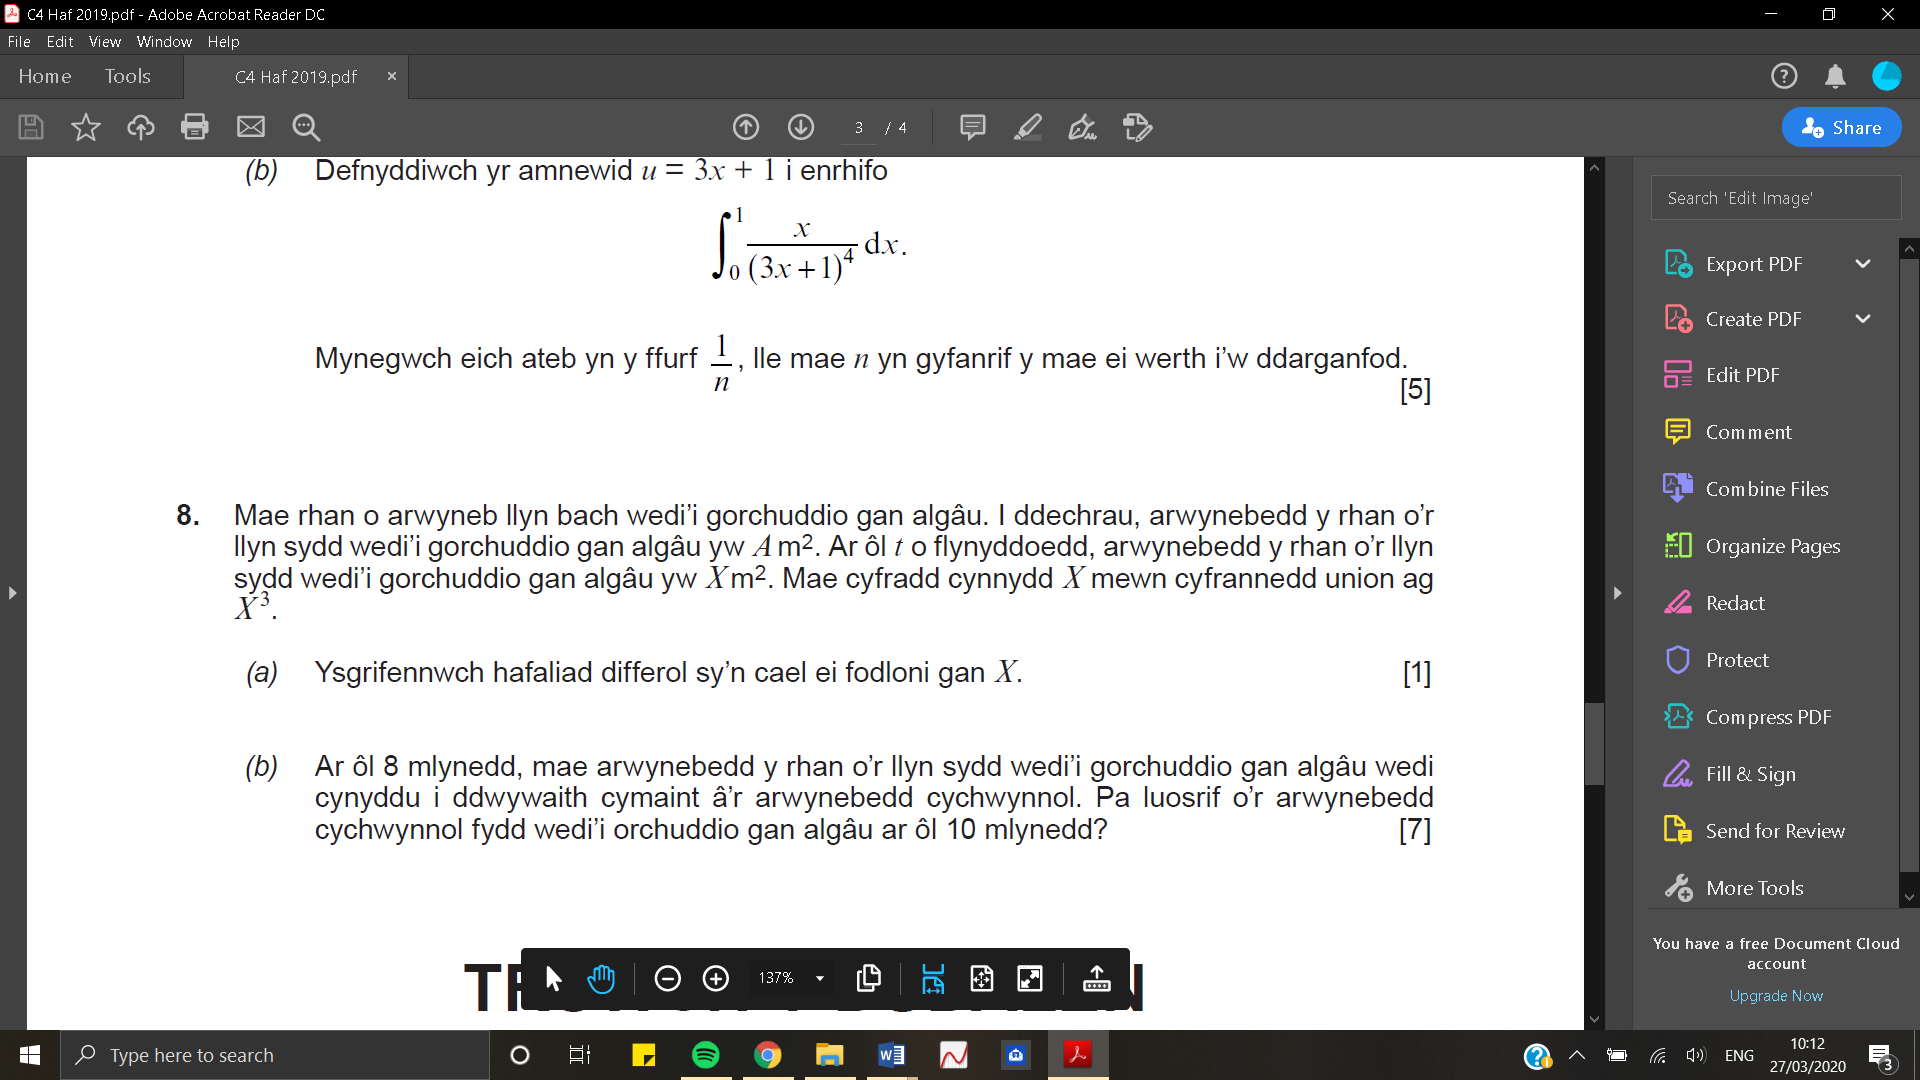 C4 Haf 2019.pdf - Adobe Acrobat Reader DC
File Edit View Window Help
Home Tools C4 Haf 2019.pdf ×
3 / 4
Share
(b) Defnyddiwch yr amnewid u = 3x + 1 i enrhifo
∫₀¹ x/(3x+1)⁴ dx.
Mynegwch eich ateb yn y ffurf 1/n, lle mae n yn gyfanrif y mae ei werth i'w ddarganfod.
[5]
8. Mae rhan o arwyneb llyn bach wedi'i gorchuddio gan algâu. I ddechrau, arwynebedd y rhan o'r
llyn sydd wedi'i gorchuddio gan algâu yw A m². Ar ôl t o flynyddoedd, arwynebedd y rhan o'r llyn
sydd wedi'i gorchuddio gan algâu yw X m². Mae cyfradd cynnydd X mewn cyfrannedd union ag
X³.
(a) Ysgrifennwch hafaliad differol sy'n cael ei fodloni gan X. [1]
(b) Ar ôl 8 mlynedd, mae arwynebedd y rhan o'r llyn sydd wedi'i gorchuddio gan algâu wedi
cynyddu i ddwywaith cymaint â'r arwynebedd cychwynnol. Pa luosrif o'r arwynebedd
cychwynnol fydd wedi'i orchuddio gan algâu ar ôl 10 mlynedd? [7]
137%
Search 'Edit Image'
Export PDF
Create PDF
Edit PDF
Comment
Combine Files
Organize Pages
Redact
Protect
Compress PDF
Fill & Sign
Send for Review
More Tools
You have a free Document Cloud
account
Upgrade Now
Type here to search
ENG
10:12
27/03/2020
3